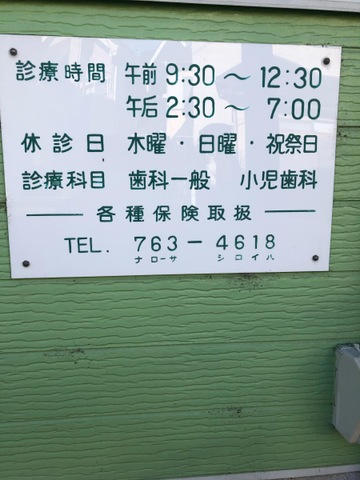 診療時間 午前 9:30 〜 12:30
午后 2:30 〜 7:00
休診日 木曜・日曜・祝祭日
診療科目 歯科一般 小児歯科
各種保険取扱
TEL. 763-4618
ナローサ シロイハ